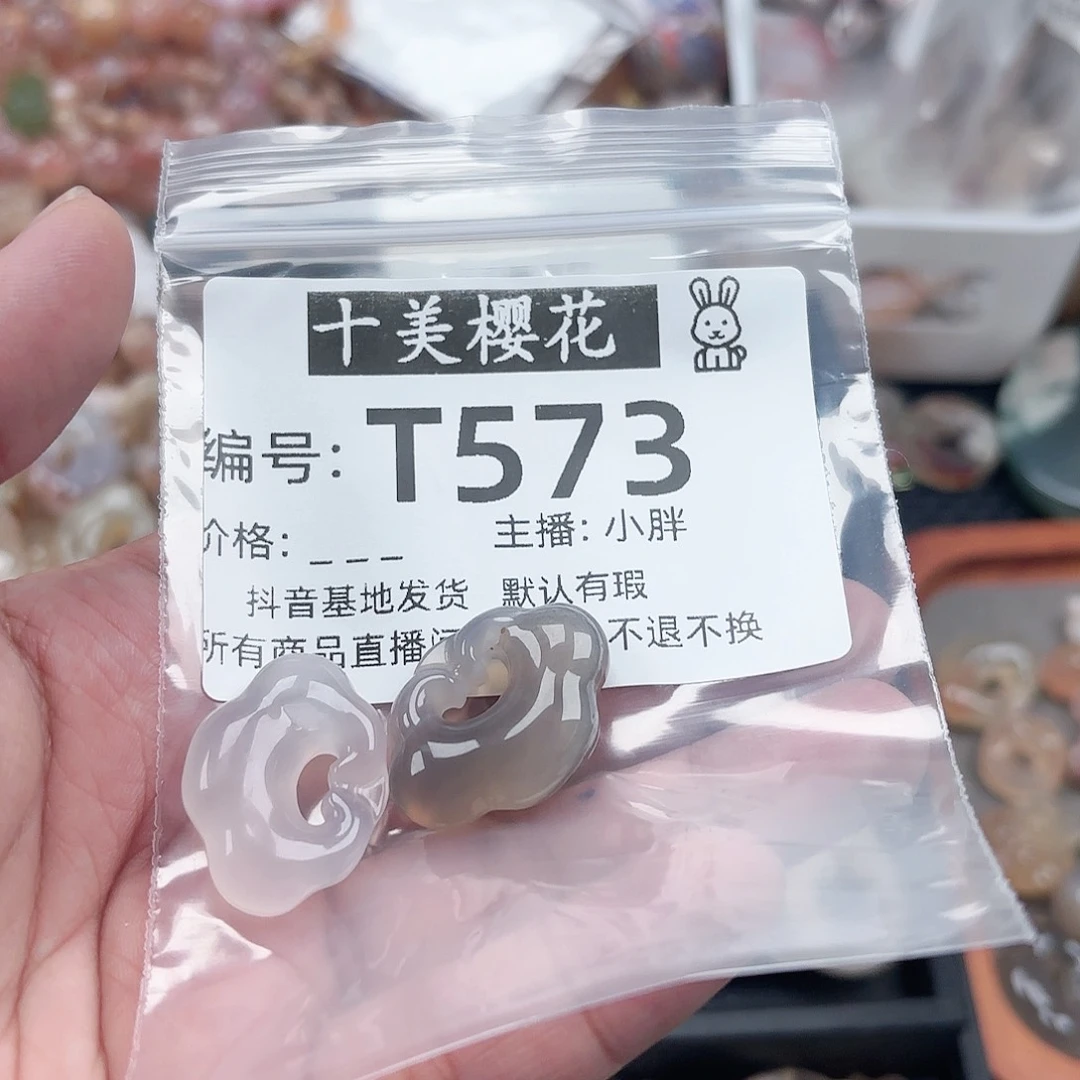 十美樱花
编号: T573
价格: _ _ _ 主播: 小胖
抖音基地发货 默认有瑕
所有商品直播 不退不换